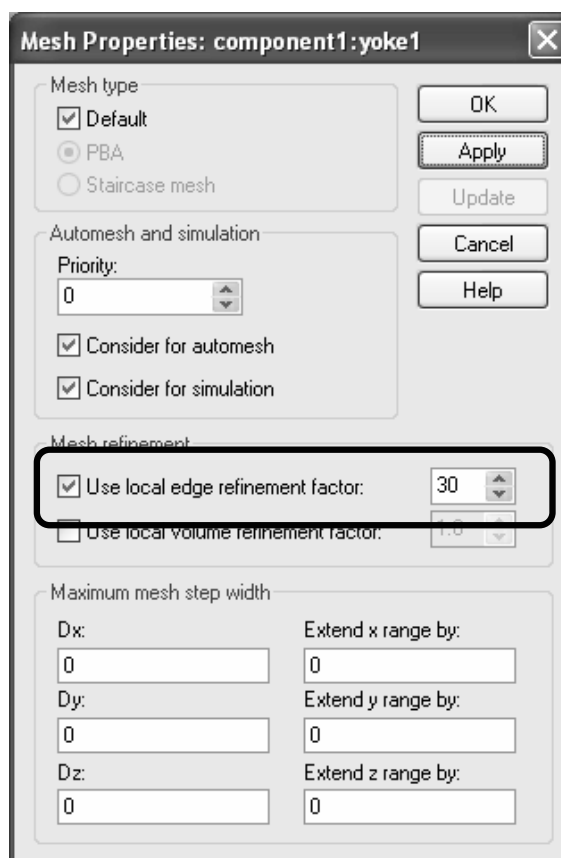 Mesh Properties: component1:yoke1
Mesh type
Default
PBA
Staircase mesh
OK
Apply
Update
Cancel
Help
Automesh and simulation
Priority:
0
Consider for automesh
Consider for simulation
Mesh refinement
Use local edge refinement factor: 30
Use local volume refinement factor: 1.0
Maximum mesh step width
Dx: Extend x range by:
0 0
Dy: Extend y range by:
0 0
Dz: Extend z range by:
0 0